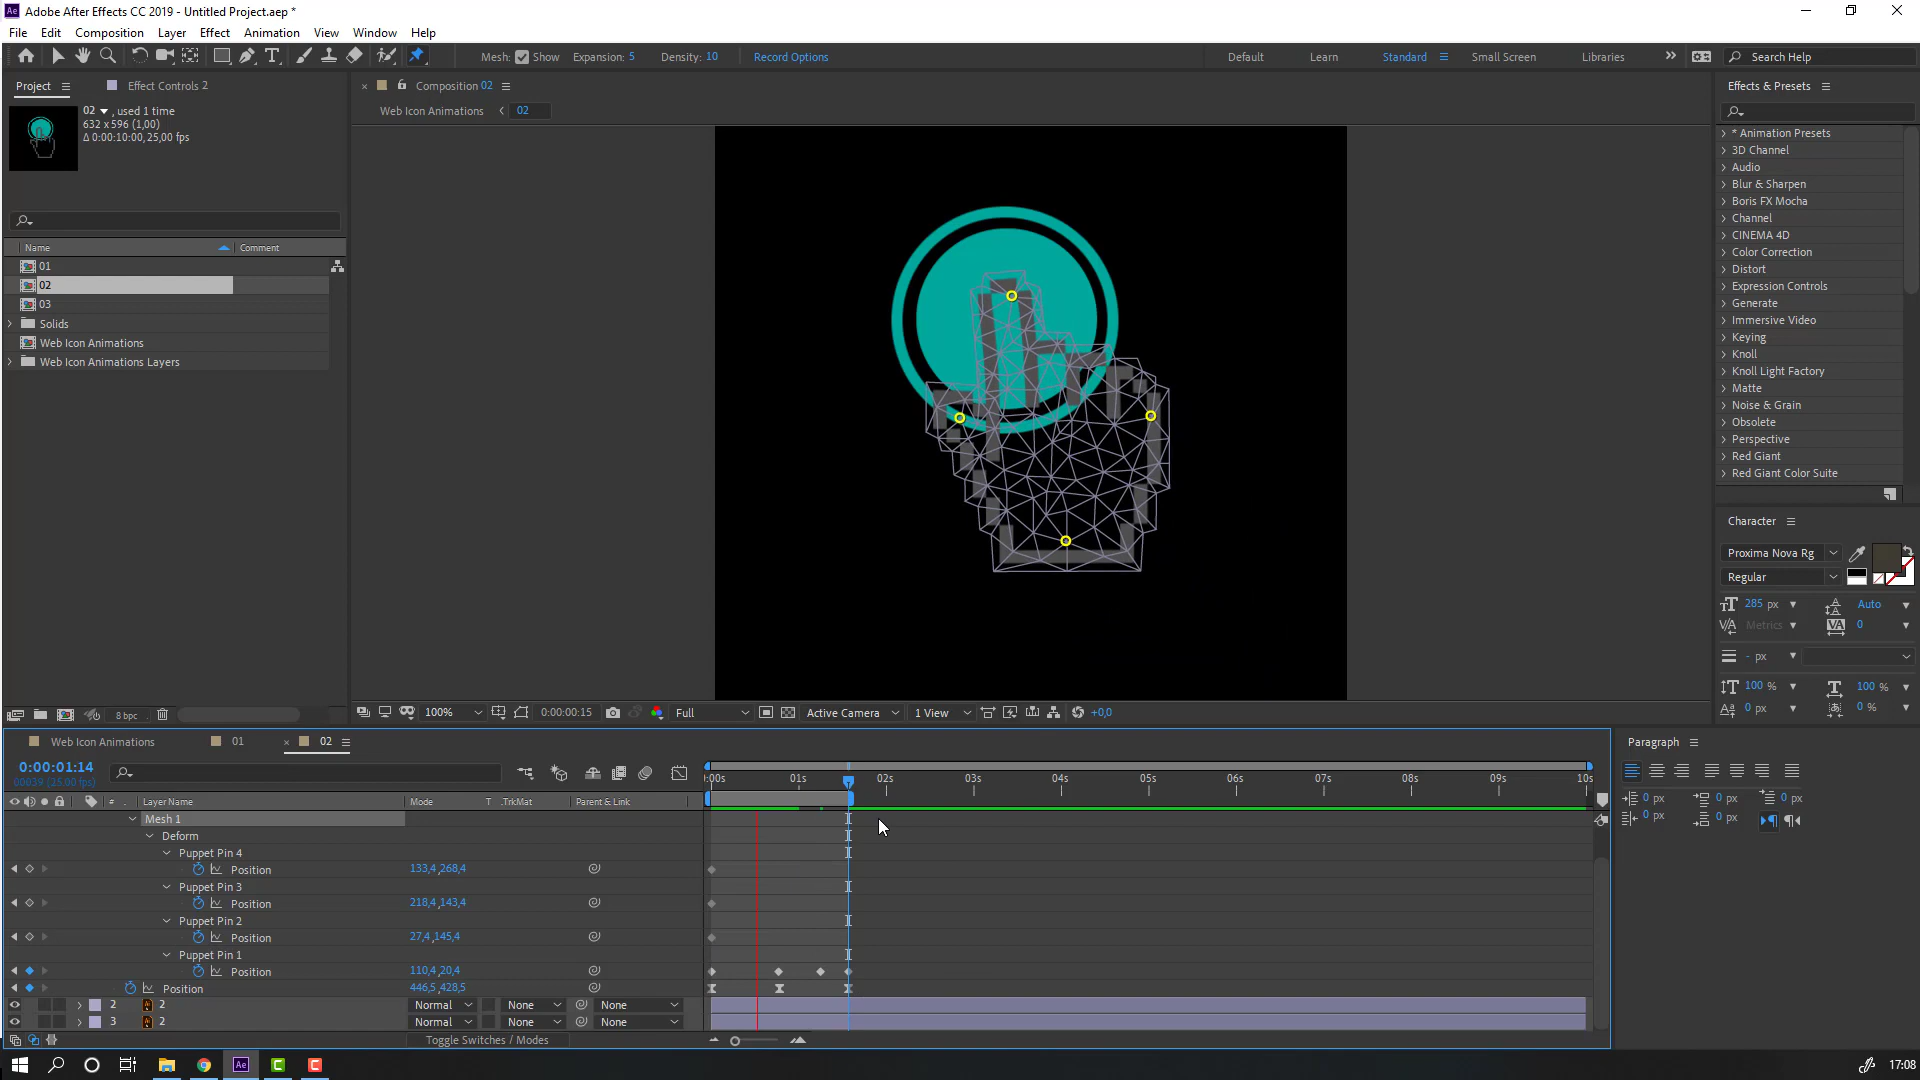 Adobe After Effects CC 2019 - Untitled Project.aep *
File Edit Composition Layer Effect Animation View Window Help
Mesh: Show Expansion: 5 Density: 10 Record Options Default Learn Standard Small Screen Libraries Search Help
Project Effect Controls 2
02 , used 1 time
632 x 596 (1,00)
Δ 0:00:10:00, 25,00 fps
Name Comment
01
02
03
Solids
Web Icon Animations
Web Icon Animations Layers
8 bpc
Composition 02
Web Icon Animations 02
100% 0:00:00:15 Full Active Camera 1 View +0,0
Effects & Presets
* Animation Presets
3D Channel
Audio
Blur & Sharpen
Boris FX Mocha
Channel
CINEMA 4D
Color Correction
Distort
Expression Controls
Generate
Immersive Video
Keying
Knoll
Knoll Light Factory
Matte
Noise & Grain
Obsolete
Perspective
Red Giant
Red Giant Color Suite
Character
Proxima Nova Rg
Regular
285 px Auto
Metrics 0
- px
100 % 100 %
0 px 0 %
Paragraph
0 px 0 px 0 px
0 px 0 px
Web Icon Animations 01 02
0:00:01:14
00039 (25.00 fps)
:00s 01s 02s 03s 04s 05s 06s 07s 08s 09s 10s
# Layer Name Mode T .TrkMat Parent & Link
Mesh 1
Deform
Puppet Pin 4
Position 133,4,268,4
Puppet Pin 3
Position 218,4,143,4
Puppet Pin 2
Position 27,4,145,4
Puppet Pin 1
Position 110,4,20,4
Position 446,5,428,5
2 2 Normal None None
3 2 Normal None None
Toggle Switches / Modes
17:08